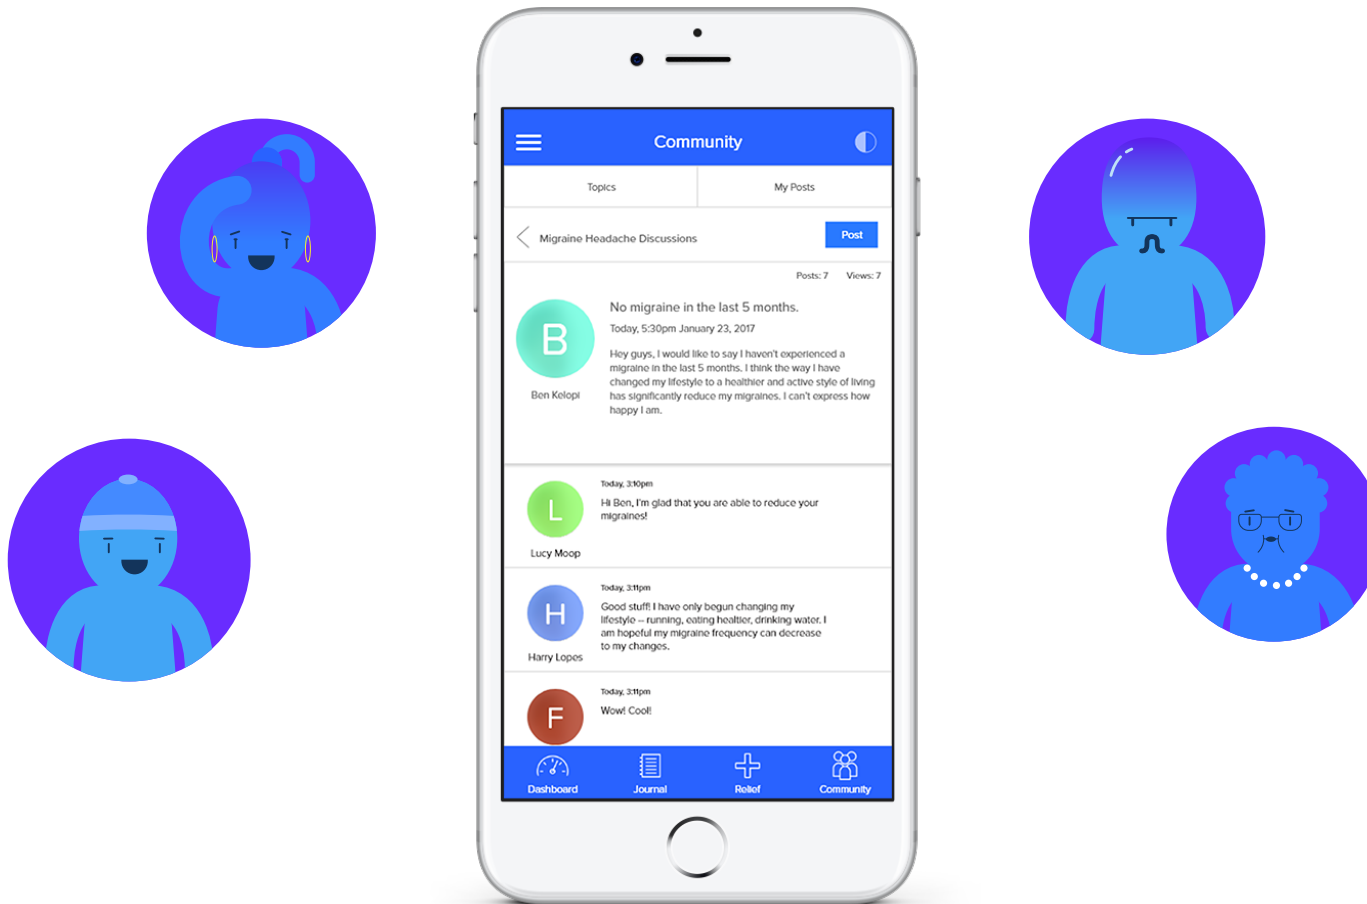 Community
Topics
My Posts
Migraine Headache Discussions
Post
Posts: 7
Views: 7
B
No migraine in the last 5 months.
Today, 5:30pm January 23, 2017
Hey guys, I would like to say I haven't experienced a
migraine in the last 5 months. I think the way I have
changed my lifestyle to a healthier and active style of living
has significantly reduce my migraines. I can't express how
happy I am.
Ben Kelopi
Today, 3:10pm
Hi Ben, I'm glad that you are able to reduce your
migraines!
L
Lucy Moop
Today, 3:11pm
Good stuff! I have only begun changing my
lifestyle – running, eating healthier, drinking water. I
am hopeful my migraine frequency can decrease
to my changes.
H
Harry Lopes
Today, 3:11pm
Wow! Cool!
F
Dashboard
Journal
Relief
Community